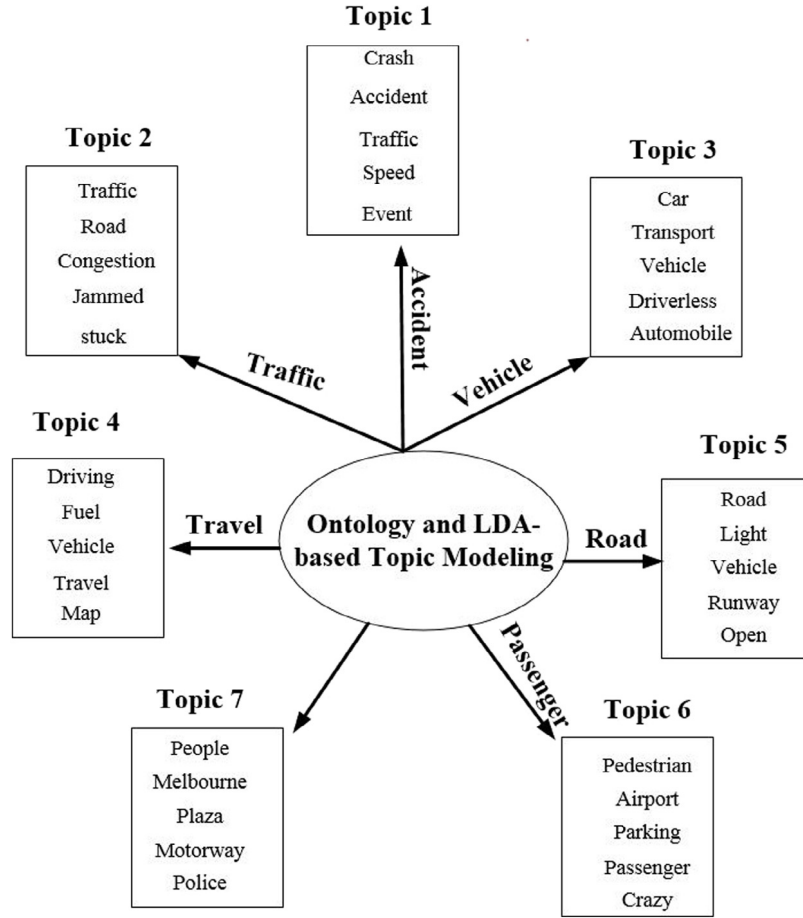 Topic 1
Crash
Accident
Traffic
Speed
Event
Topic 2
Traffic
Road
Congestion
Jammed
stuck
Topic 3
Car
Transport
Vehicle
Driverless
Automobile
Accident
Traffic
Vehicle
Topic 4
Driving
Fuel
Vehicle
Travel
Map
Travel
Ontology and LDA-
based Topic Modeling
Road
Topic 5
Road
Light
Vehicle
Runway
Open
Passenger
Topic 7
People
Melbourne
Plaza
Motorway
Police
Topic 6
Pedestrian
Airport
Parking
Passenger
Crazy